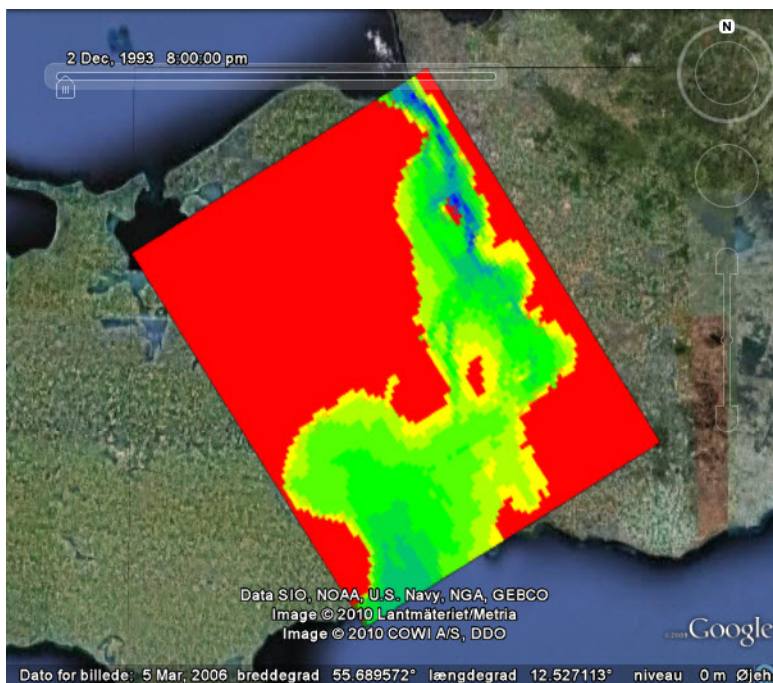 N
2 Dec, 1993 8:00:00 pm
Data SIO, NOAA, U.S. Navy, NGA, GEBCO
Image © 2010 Lantmäteriet/Metria
Image © 2010 COWI A/S, DDO
©2009 Google
Dato for billede: 5 Mar, 2006 breddegrad 55.689572° længdegrad 12.527113° niveau 0 m Øjeh